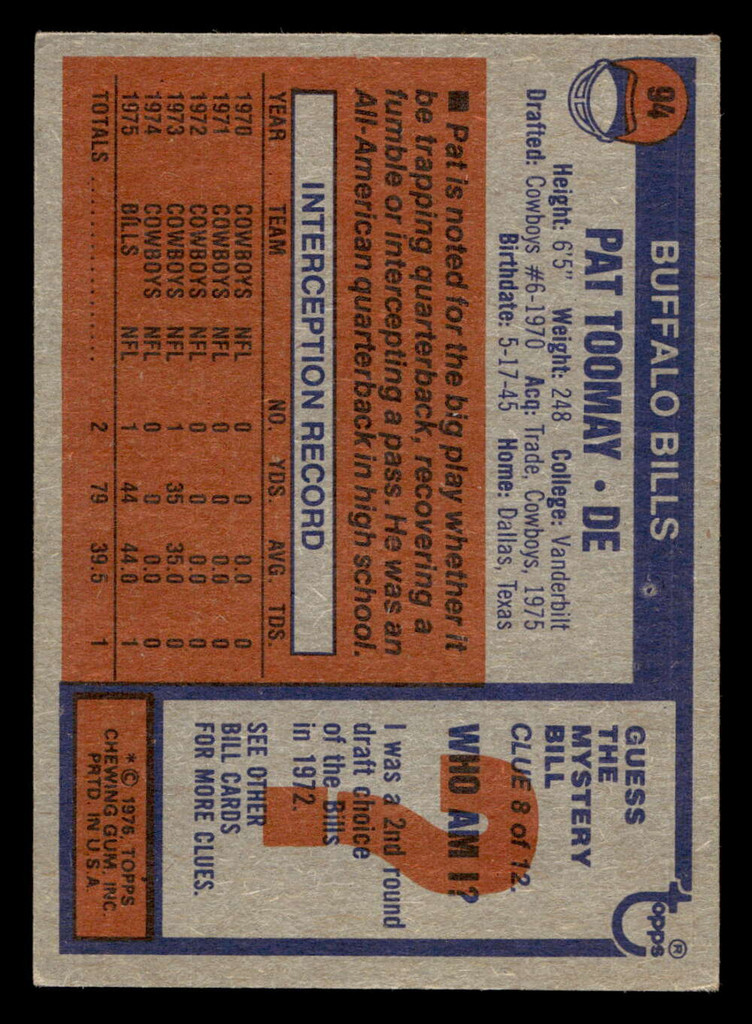 94
BUFFALO BILLS
PAT TOOMAY • DE
Height: 6'5" Weight: 248 College: Vanderbilt
Drafted: Cowboys #6-1970 Acq: Trade, Cowboys, 1975
Birthdate: 5-17-45 Home: Dallas, Texas
■ Pat is noted for the big play whether it
be trapping quarterback, recovering a
fumble or intercepting a pass. He was an
All-American quarterback in high school.
INTERCEPTION RECORD
YEAR TEAM NO. YDS. AVG. TDS.
1970 COWBOYS NFL 0 0 0.0 0
1971 COWBOYS NFL 0 0 0.0 0
1972 COWBOYS NFL 0 0 0.0 0
1973 COWBOYS NFL 1 35 35.0 0
1974 COWBOYS NFL 0 0 0.0 0
1975 BILLS NFL 1 44 44.0 1
TOTALS .................. 2 79 39.5 1
topps®
GUESS
THE
MYSTERY
BILL
CLUE 8 of 12.
WHO AM I?
?
I was a 2nd round
draft choice
of the Bills
in 1972.
SEE OTHER
BILL CARDS
FOR MORE CLUES.
* © 1976, TOPPS
CHEWING GUM, INC.
PRTD. IN U.S.A.